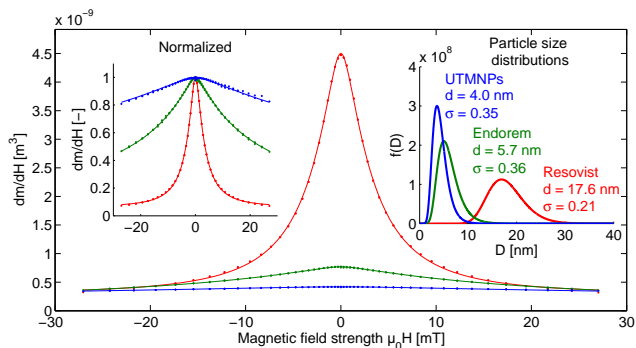 x 10⁻⁹
4.5
4
3.5
3
2.5
2
1.5
1
0.5
0
dm/dH [m³]
−30
−20
−10
0
10
20
30
Magnetic field strength μ₀H [mT]
Normalized
1
0.8
0.6
0.4
0.2
0
dm/dH [−]
−20
0
20
Particle size
distributions
x 10⁸
4
3
2
1
0
f(D)
0
10
20
30
40
D [nm]
UTMNPs
d = 4.0 nm
σ = 0.35
Endorem
d = 5.7 nm
σ = 0.36
Resovist
d = 17.6 nm
σ = 0.21